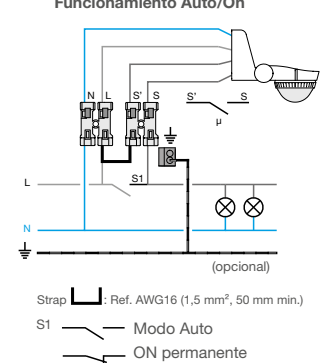 Funcionamiento Auto/On
N L S' S
S' S
µ
L S1
N
(opcional)
Strap : Ref. AWG16 (1,5 mm², 50 mm min.)
S1 Modo Auto
ON permanente